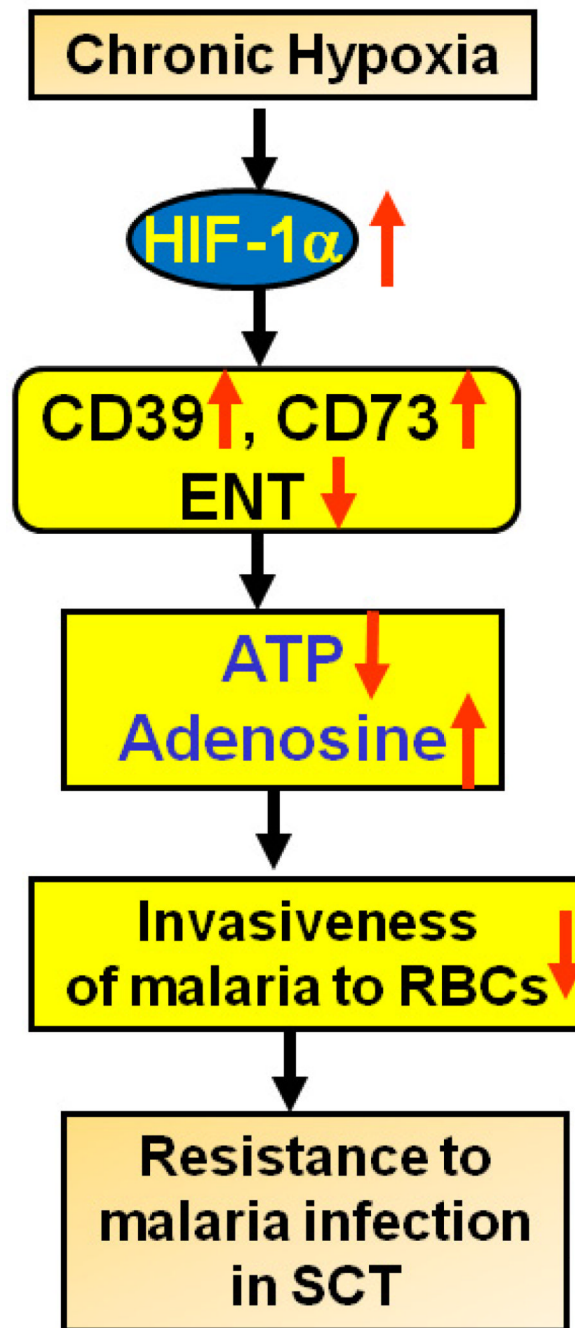 Chronic Hypoxia
HIF-1α
CD39, CD73
ENT
ATP
Adenosine
Invasiveness
of malaria to RBCs
Resistance to
malaria infection
in SCT